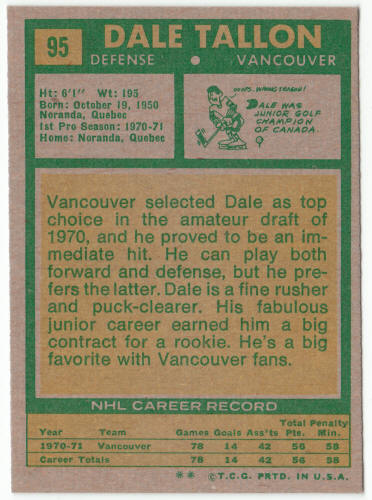 95
DALE TALLON
DEFENSE • VANCOUVER
Ht: 6'1" Wt: 195
Born: October 19, 1950
Noranda, Quebec
1st Pro Season: 1970-71
Home: Noranda, Quebec
OOPS, WRONG LEAGUE!
DALE WAS
JUNIOR GOLF
CHAMPION
OF CANADA.
Vancouver selected Dale as top
choice in the amateur draft of
1970, and he proved to be an im-
mediate hit. He can play both
forward and defense, but he pre-
fers the latter. Dale is a fine rusher
and puck-clearer. His fabulous
junior career earned him a big
contract for a rookie. He's a big
favorite with Vancouver fans.
NHL CAREER RECORD
Year Team Games Goals Ass'ts Total Pts. Penalty Min.
1970-71 Vancouver 78 14 42 56 58
Career Totals 78 14 42 56 58
** © T.C.G. PRTD. IN U.S.A.